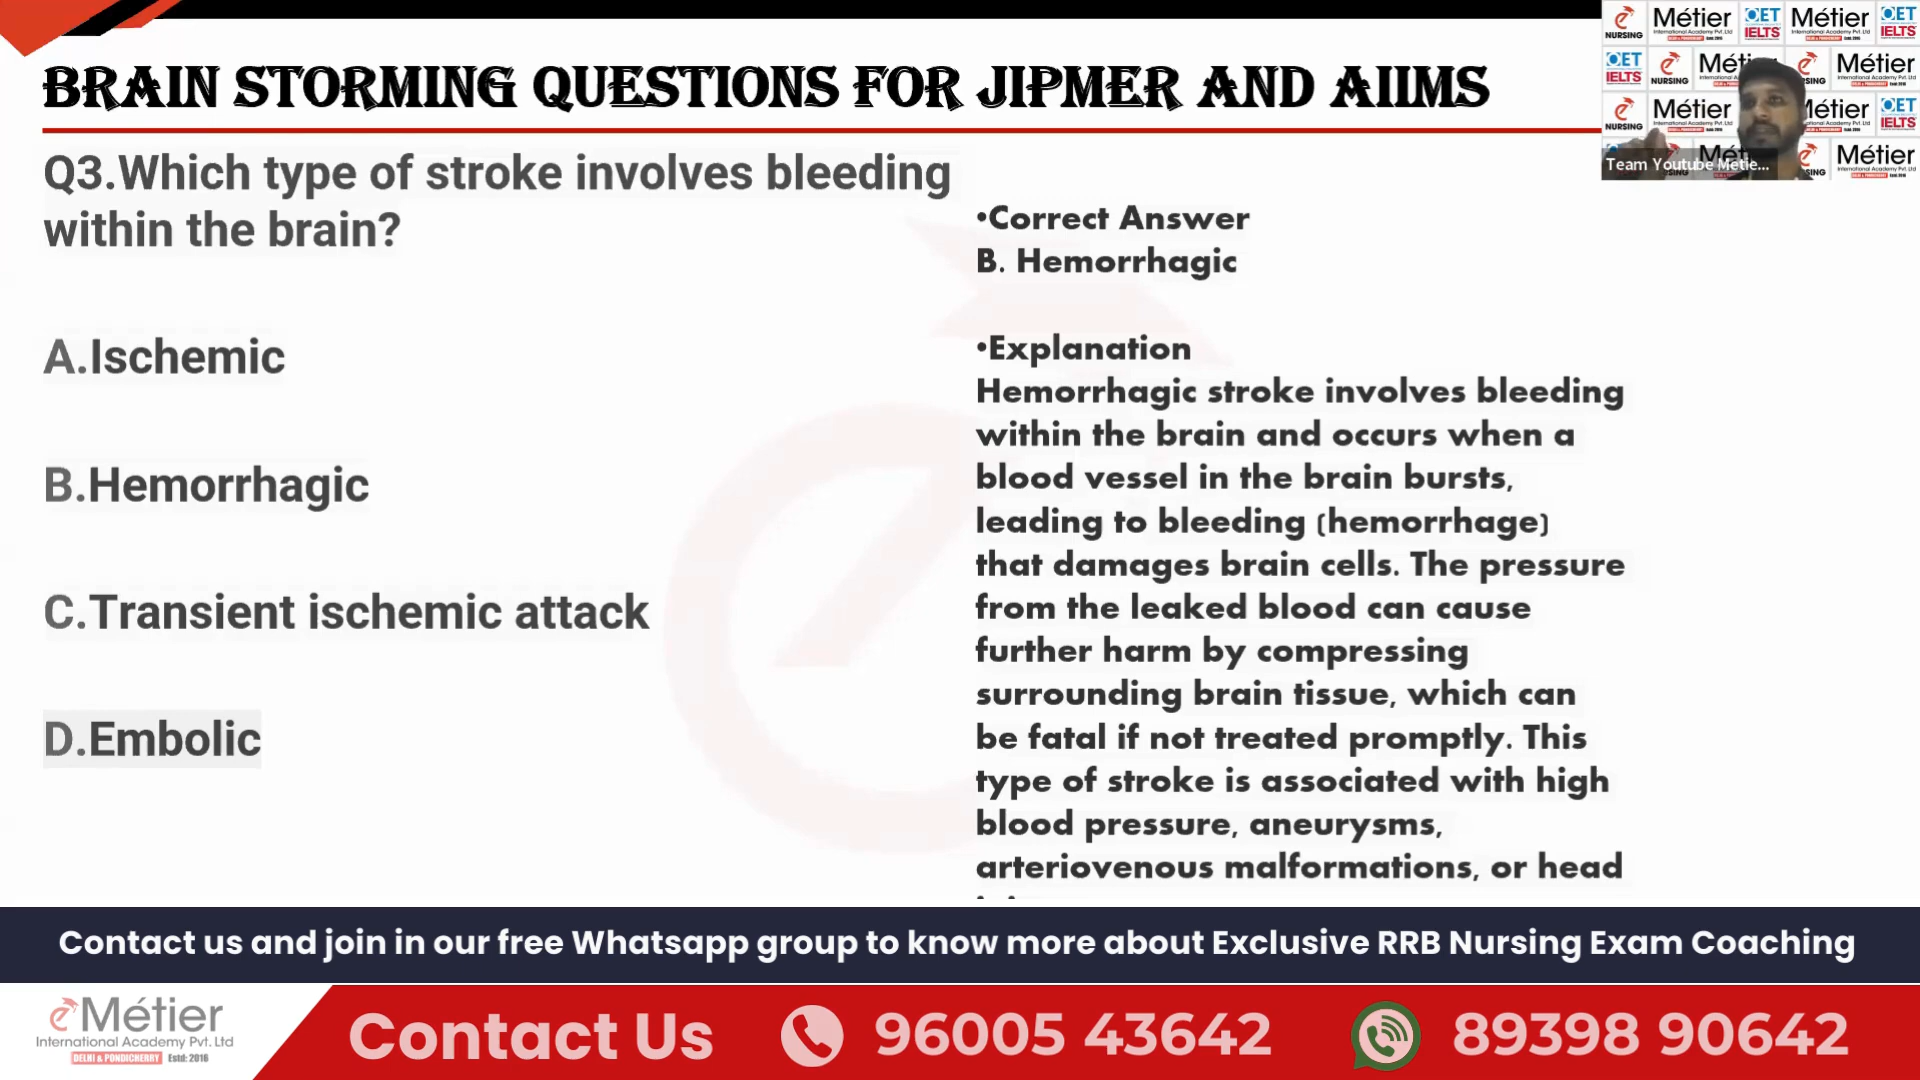 BRAIN STORMING QUESTIONS FOR JIPMER AND AIIMS
Q3.Which type of stroke involves bleeding
within the brain?
A.Ischemic
B.Hemorrhagic
C.Transient ischemic attack
D.Embolic
•Correct Answer
B. Hemorrhagic
•Explanation
Hemorrhagic stroke involves bleeding
within the brain and occurs when a
blood vessel in the brain bursts,
leading to bleeding (hemorrhage)
that damages brain cells. The pressure
from the leaked blood can cause
further harm by compressing
surrounding brain tissue, which can
be fatal if not treated promptly. This
type of stroke is associated with high
blood pressure, aneurysms,
arteriovenous malformations, or head
Team Youtube Metie...
NURSING
Métier
International Academy Pvt. Ltd
OET
IELTS
Contact us and join in our free Whatsapp group to know more about Exclusive RRB Nursing Exam Coaching
e Métier
International Academy Pvt. Ltd
DELHI & PONDICHERRY Estd: 2016
Contact Us
96005 43642
89398 90642